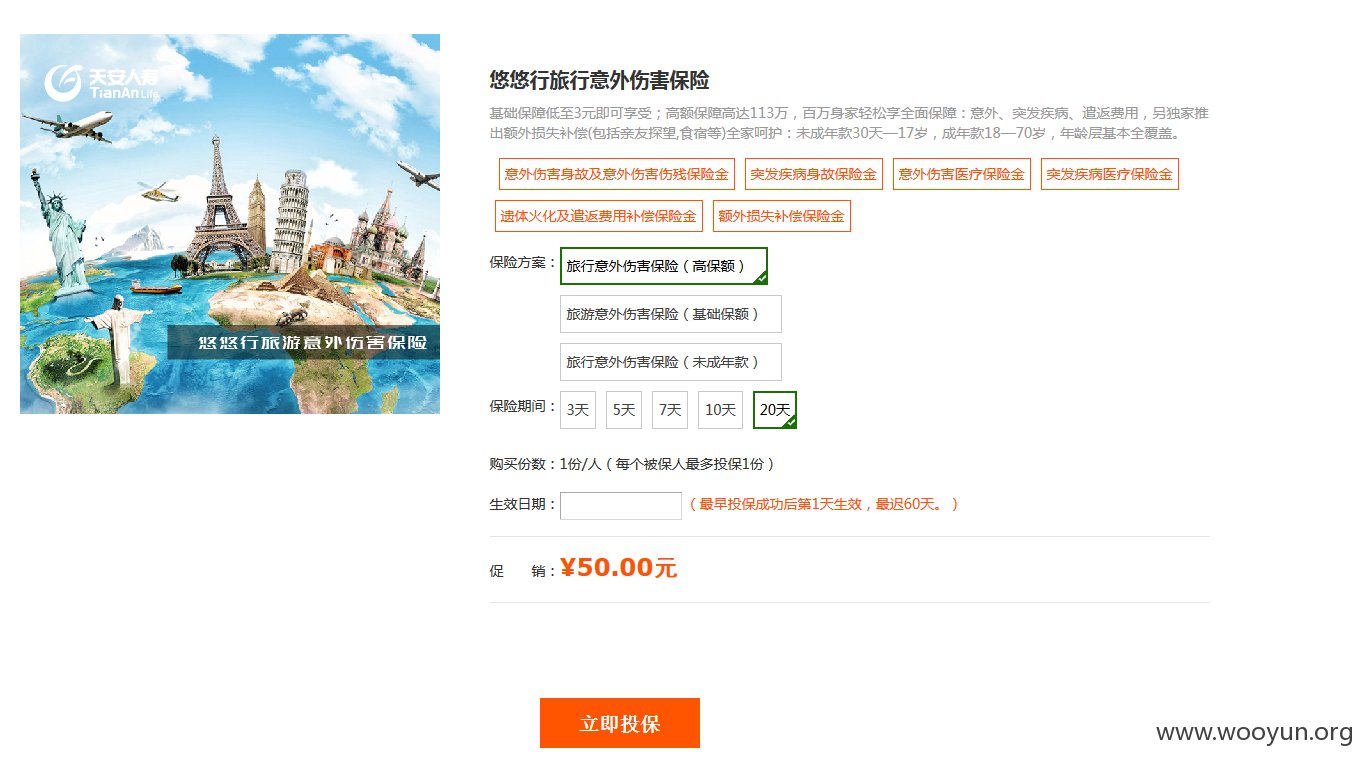 天安人寿
TianAn Life
悠悠行旅游意外伤害保险
悠悠行旅行意外伤害保险
基础保障低至3元即可享受；高额保障高达113万，百万身家轻松享全面保障：意外、突发疾病、遣返费用，另独家推
出额外损失补偿(包括亲友探望,食宿等)全家呵护：未成年款30天—17岁，成年款18—70岁，年龄层基本全覆盖。
意外伤害身故及意外伤害伤残保险金 突发疾病身故保险金 意外伤害医疗保险金 突发疾病医疗保险金
遗体火化及遣返费用补偿保险金 额外损失补偿保险金
保险方案： 旅行意外伤害保险（高保额）
旅游意外伤害保险（基础保额）
旅行意外伤害保险（未成年款）
保险期间： 3天 5天 7天 10天 20天
购买份数：1份/人（每个被保人最多投保1份）
生效日期： （最早投保成功后第1天生效，最迟60天。）
促 销：¥50.00元
立即投保
www.wooyun.org